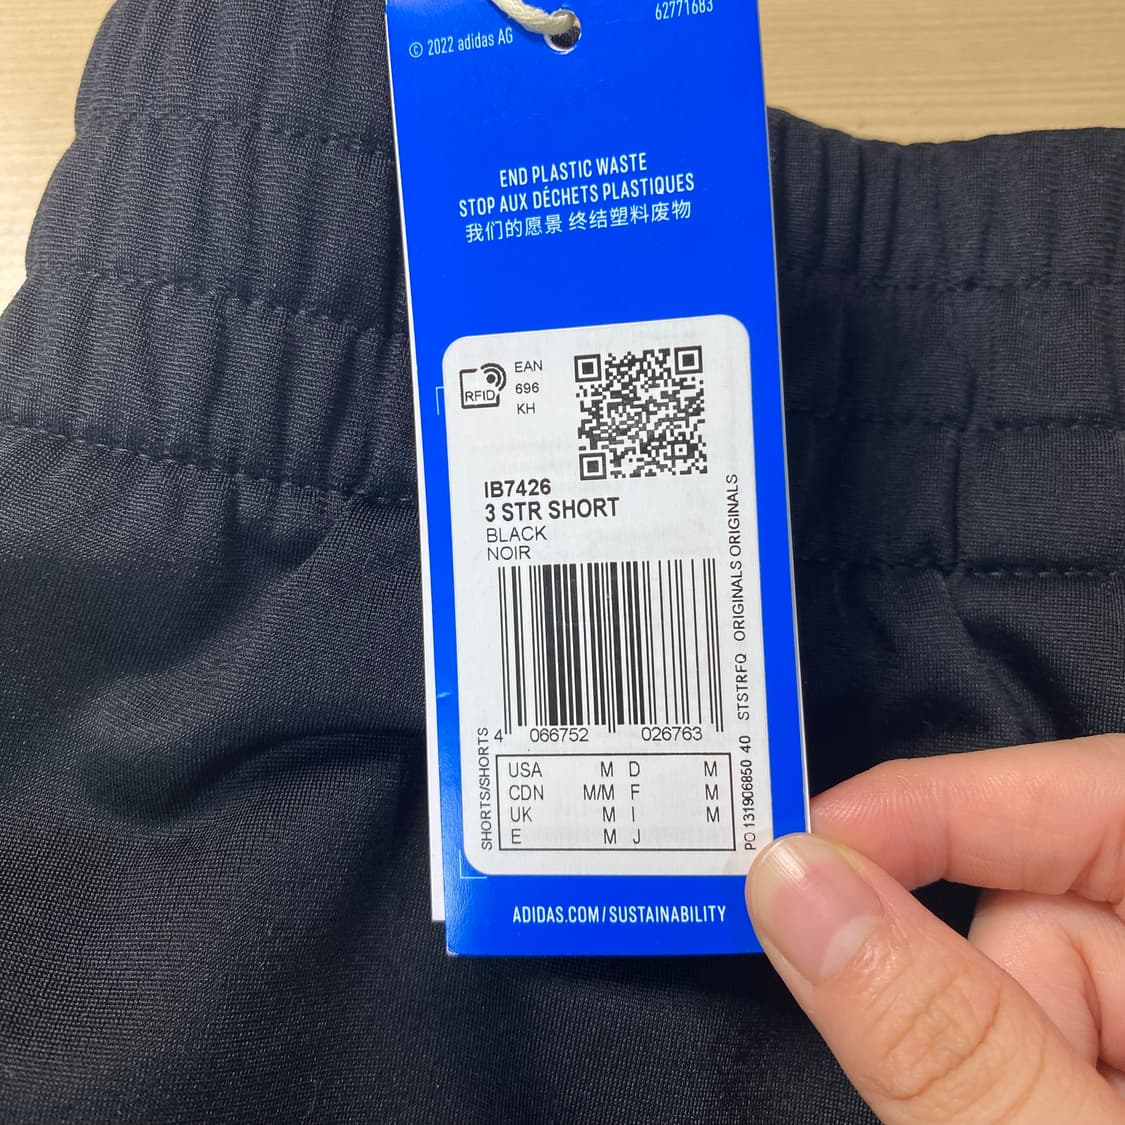 © 2022 adidas AG
62771683
END PLASTIC WASTE
STOP AUX DÉCHETS PLASTIQUES
我们的愿景 终结塑料废物
RFID
EAN
696
KH
IB7426
3 STR SHORT
BLACK
NOIR
4 066752 026763
SHORTS/SHORTS
USA M D M
CDN M/M F M
UK M I M
E M J
PO 131906850 40 STSTRFQ ORIGINALS ORIGINALS
ADIDAS.COM/SUSTAINABILITY